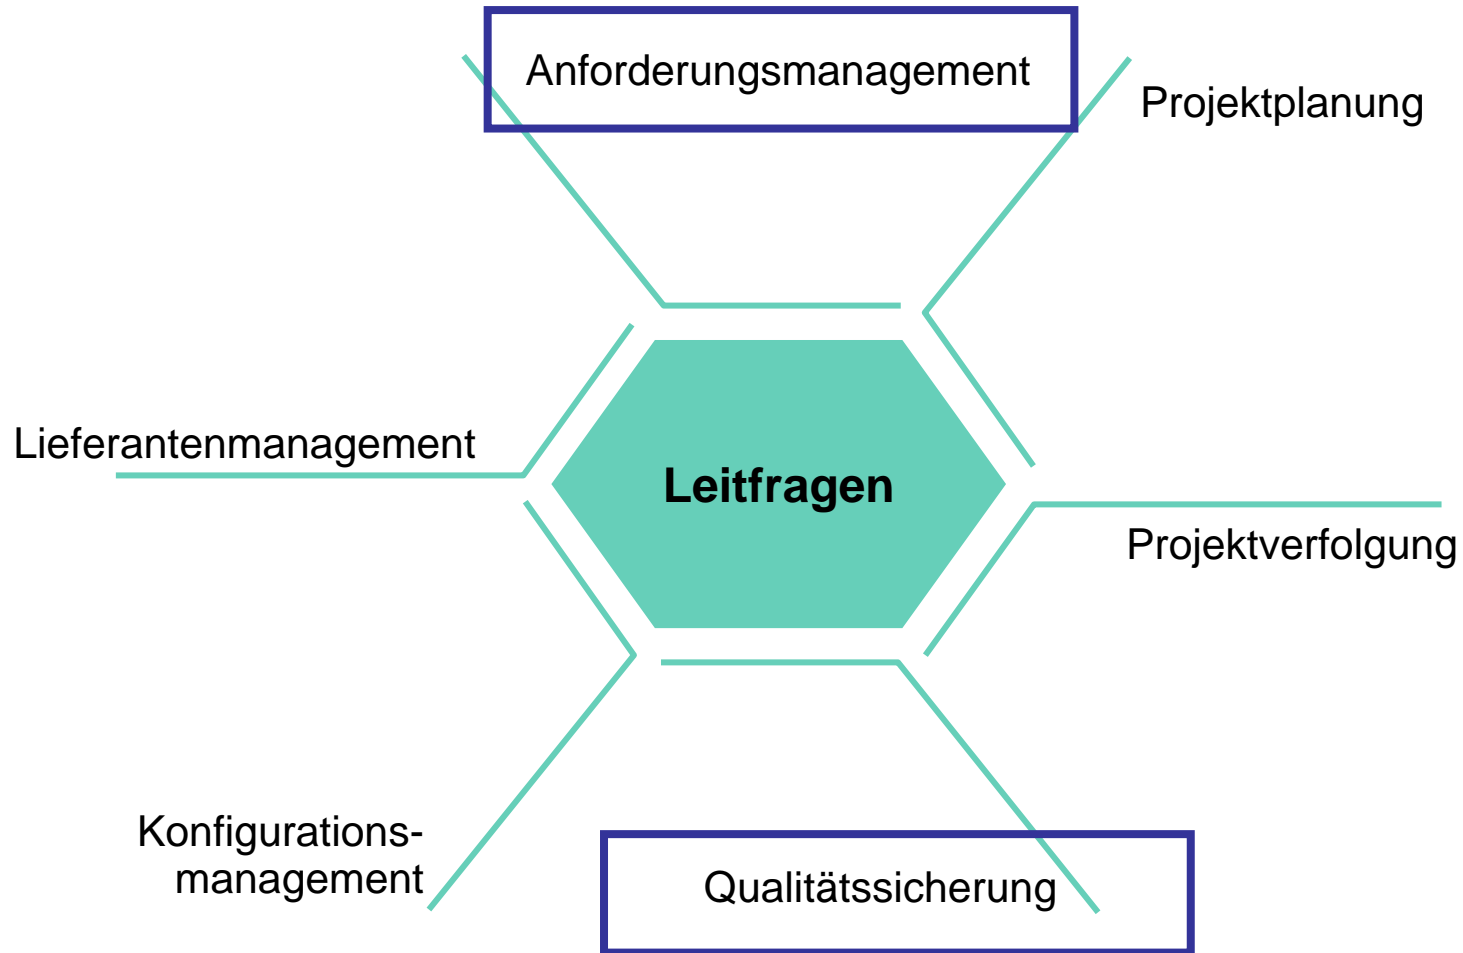 Anforderungsmanagement
Projektplanung
Lieferantenmanagement
Leitfragen
Projektverfolgung
Konfigurations-
management
Qualitätssicherung